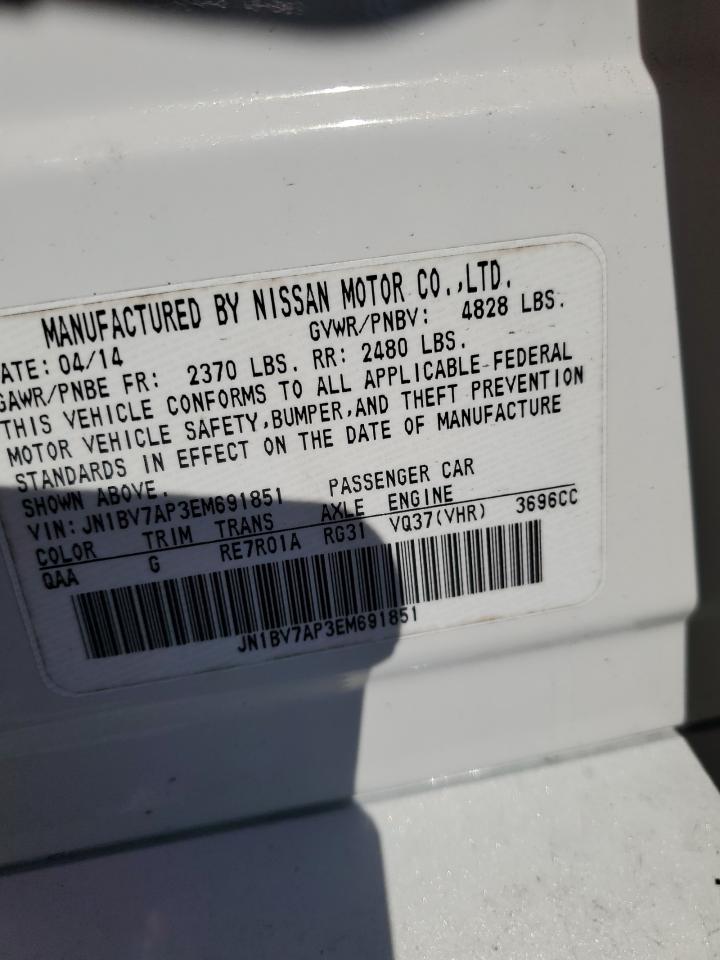 MANUFACTURED BY NISSAN MOTOR CO.,LTD.
ATE: 04/14 GVWR/PNBV: 4828 LBS.
GAWR/PNBE FR: 2370 LBS. RR: 2480 LBS.
THIS VEHICLE CONFORMS TO ALL APPLICABLE FEDERAL
MOTOR VEHICLE SAFETY,BUMPER,AND THEFT PREVENTION
STANDARDS IN EFFECT ON THE DATE OF MANUFACTURE
SHOWN ABOVE.
VIN: JN1BV7AP3EM691851 PASSENGER CAR
COLOR TRIM TRANS AXLE ENGINE
QAA G RE7R01A RG31 VQ37(VHR) 3696CC
JN1BV7AP3EM691851